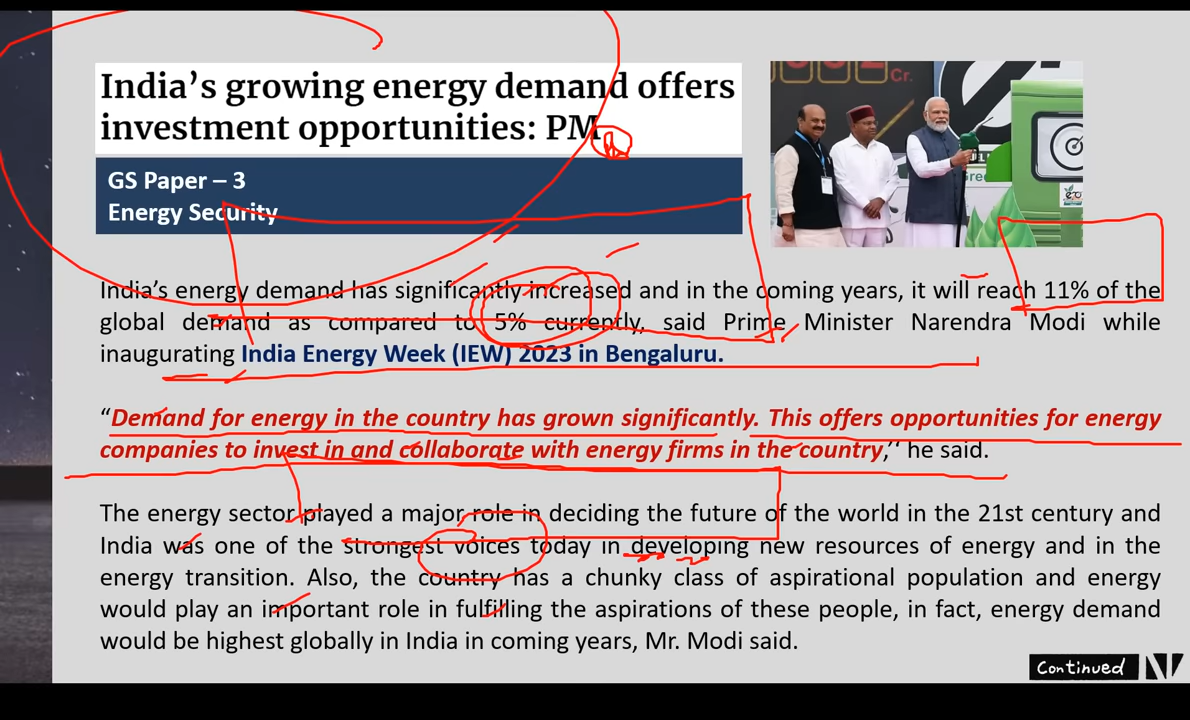 India's growing energy demand offers
investment opportunities: PM
GS Paper – 3
Energy Security
Cr.
India's energy demand has significantly increased and in the coming years, it will reach 11% of the
global demand as compared to 5% currently, said Prime Minister Narendra Modi while
inaugurating India Energy Week (IEW) 2023 in Bengaluru.
“Demand for energy in the country has grown significantly. This offers opportunities for energy
companies to invest in and collaborate with energy firms in the country,’‘ he said.
The energy sector played a major role in deciding the future of the world in the 21st century and
India was one of the strongest voices today in developing new resources of energy and in the
energy transition. Also, the country has a chunky class of aspirational population and energy
would play an important role in fulfilling the aspirations of these people, in fact, energy demand
would be highest globally in India in coming years, Mr. Modi said.
Continued